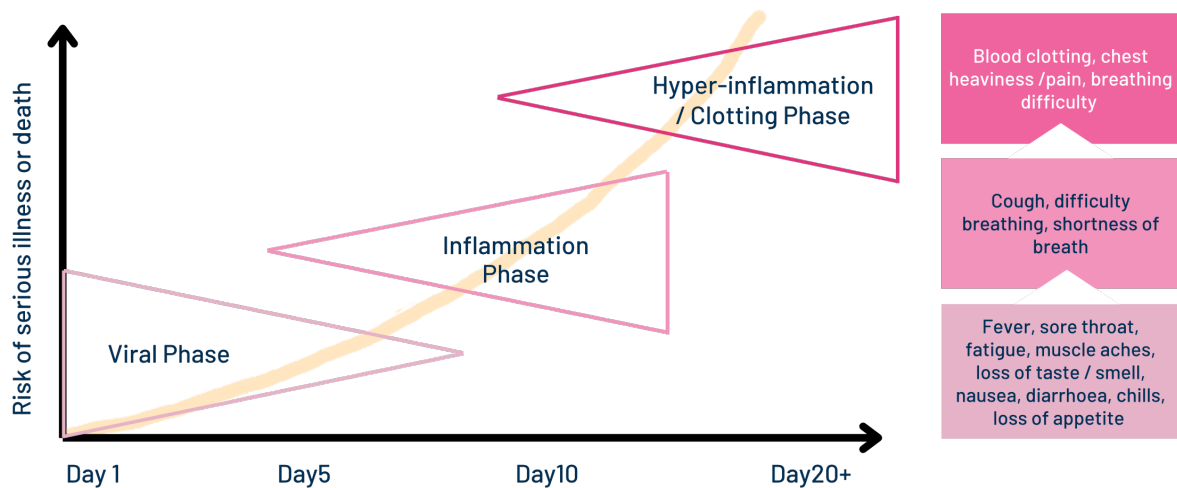 Risk of serious illness or death
Viral Phase
Inflammation
Phase
Hyper-inflammation
/ Clotting Phase
Day 1
Day5
Day10
Day20+
Blood clotting, chest
heaviness /pain, breathing
difficulty
Cough, difficulty
breathing, shortness of
breath
Fever, sore throat,
fatigue, muscle aches,
loss of taste / smell,
nausea, diarrhoea, chills,
loss of appetite